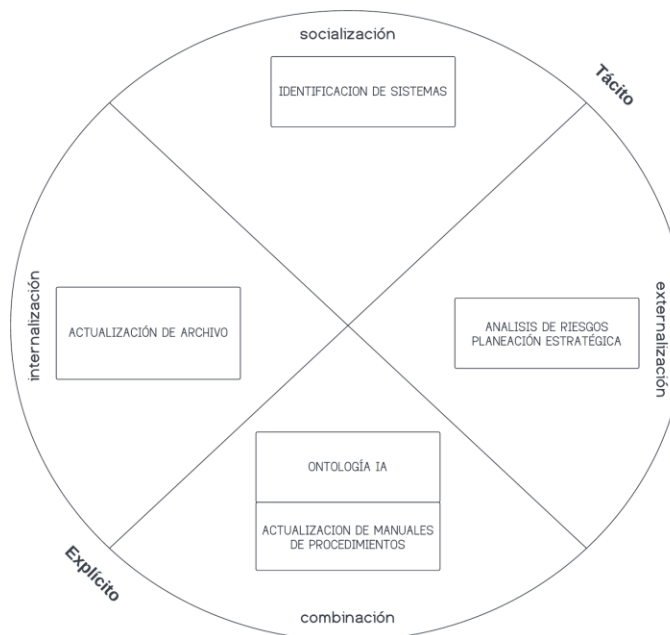 socialización
Tácito
IDENTIFICACION DE SISTEMAS
internalización
ACTUALIZACIÓN DE ARCHIVO
ANALISIS DE RIESGOS
PLANEACIÓN ESTRATÉGICA
externalización
ONTOLOGÍA IA
ACTUALIZACION DE MANUALES
DE PROCEDIMIENTOS
Explícito
combinación